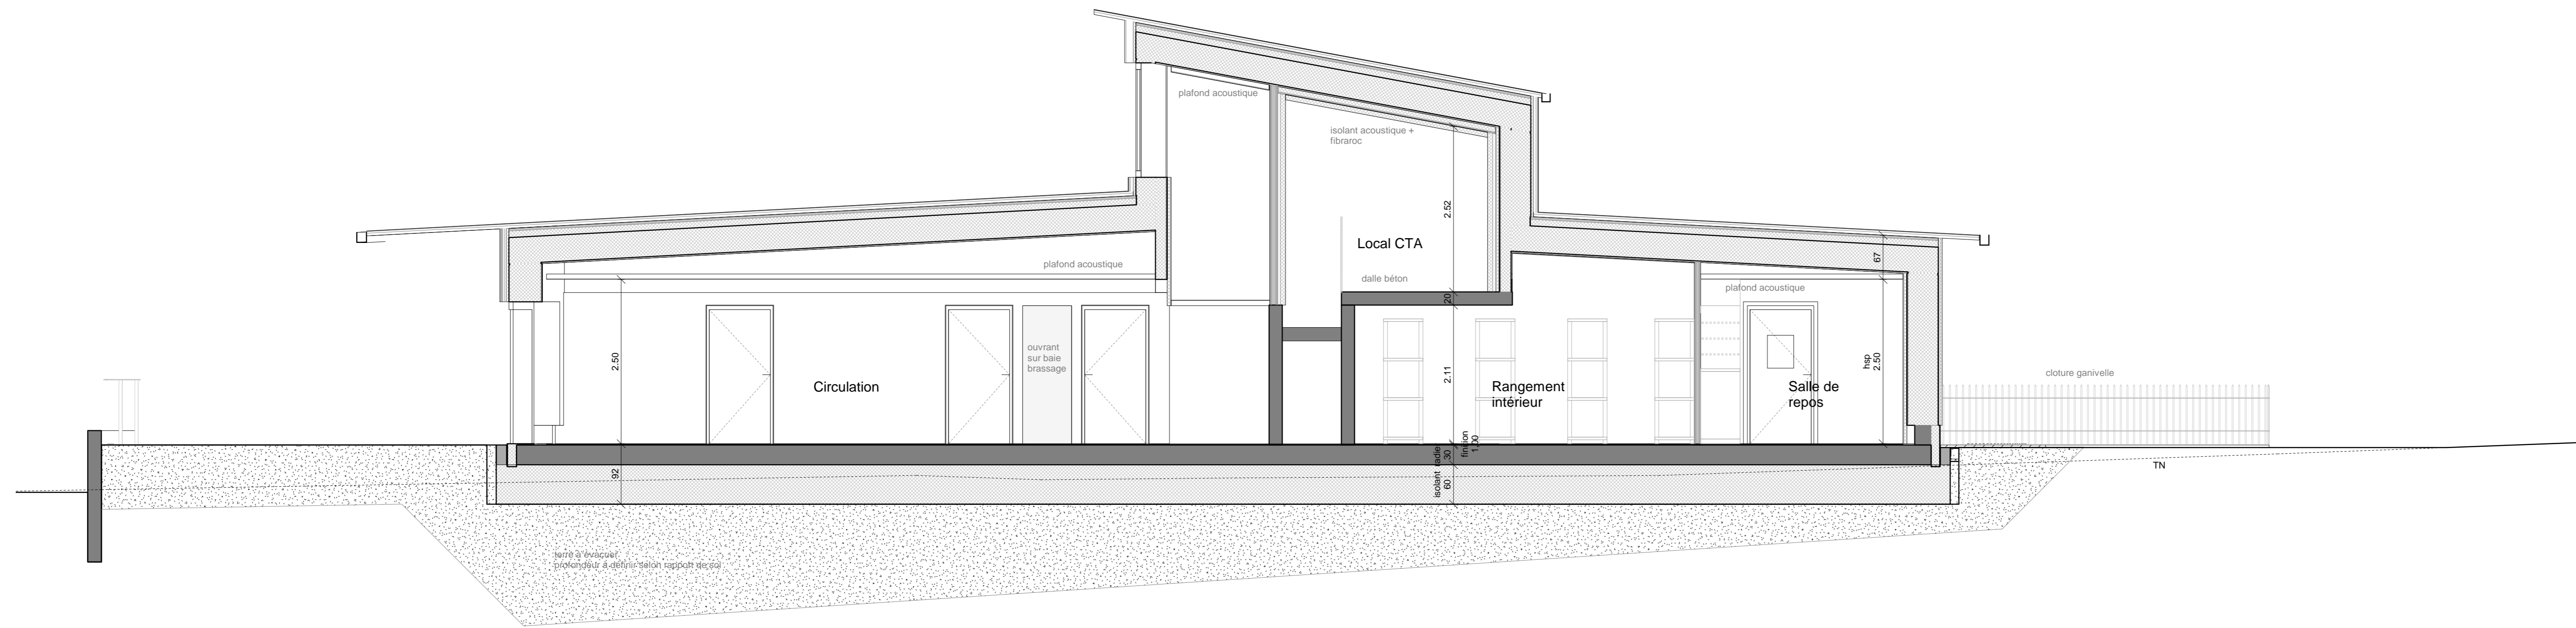 plafond acoustique
isolant acoustique +
fibraroc
2.52
Local CTA
dalle béton
20
plafond acoustique
67
plafond acoustique
2.50
Circulation
ouvrant
sur baie
brassage
2.11
Rangement
intérieur
hsp
2.50
Salle de
repos
cloture ganivelle
92
isolant
60
radier
30
finition
1,00
TN
terre à évacuer
profondeur à définir selon rapport de sol